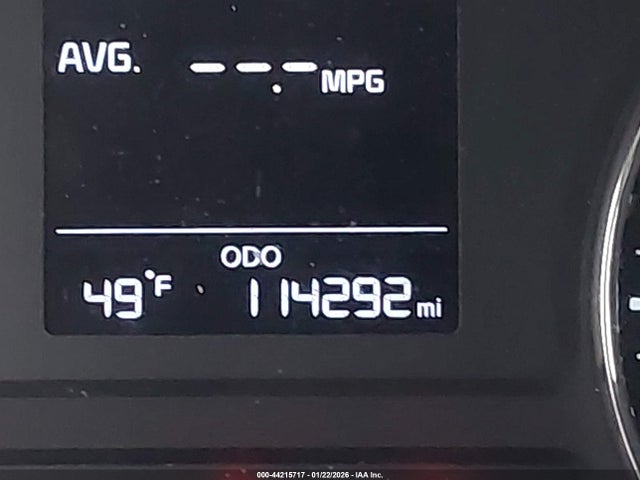 AVG. --.- MPG
ODO
49°F 114292 mi
000-44215717 - 01/22/2026 - IAA Inc.